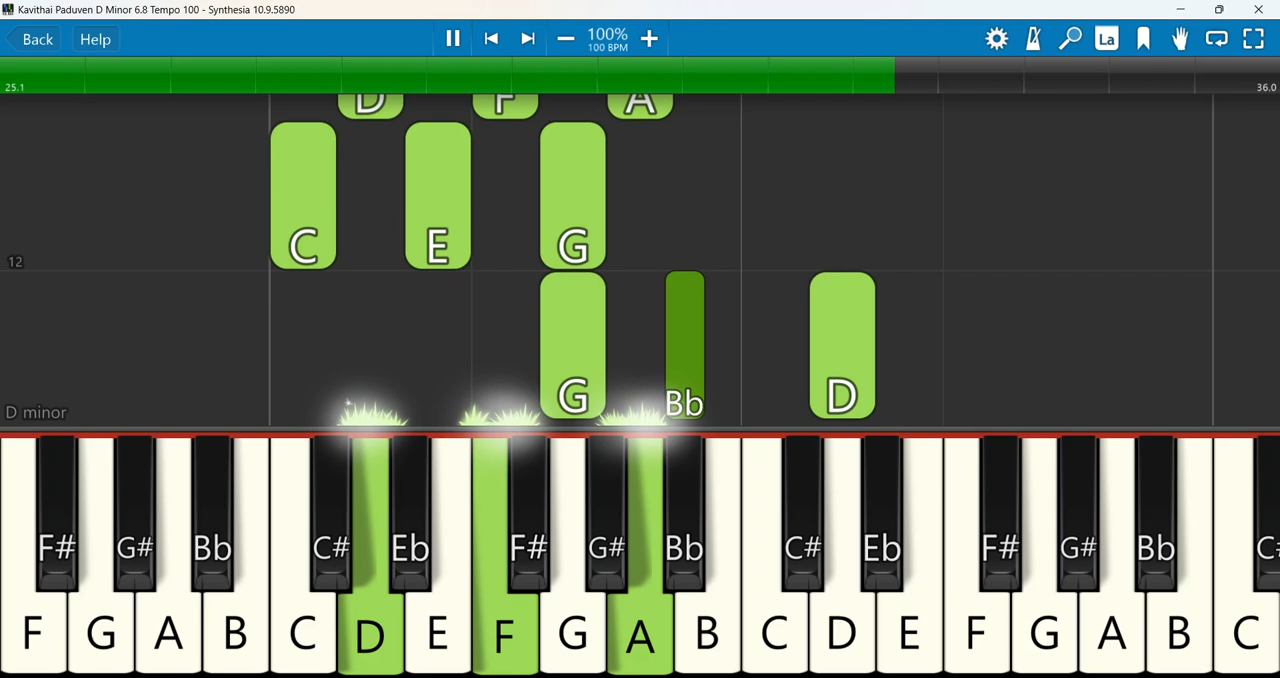 Kavithai Paduven D Minor 6.8 Tempo 100 - Synthesia 10.9.5890
Back Help 100% La
100 BPM
25.1 36.0
D F A
C E G
12
G Bb D
D minor
F# G# Bb C# Eb F# G# Bb C# Eb F# G# Bb C#
F G A B C D E F G A B C D E F G A B C